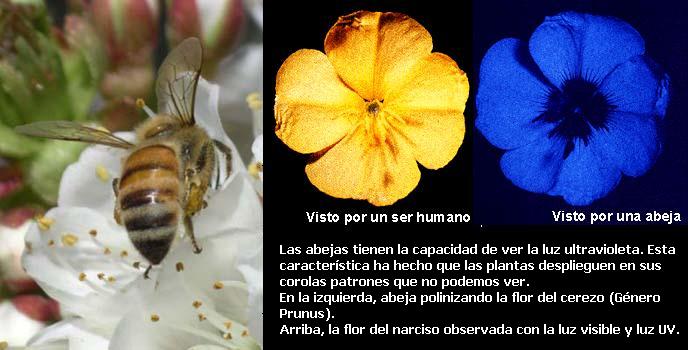 Visto por un ser humano
Visto por una abeja
Las abejas tienen la capacidad de ver la luz ultravioleta. Esta
característica ha hecho que las plantas desplieguen en sus
corolas patrones que no podemos ver.
En la izquierda, abeja polinizando la flor del cerezo (Género
Prunus).
Arriba, la flor del narciso observada con la luz visible y luz UV.